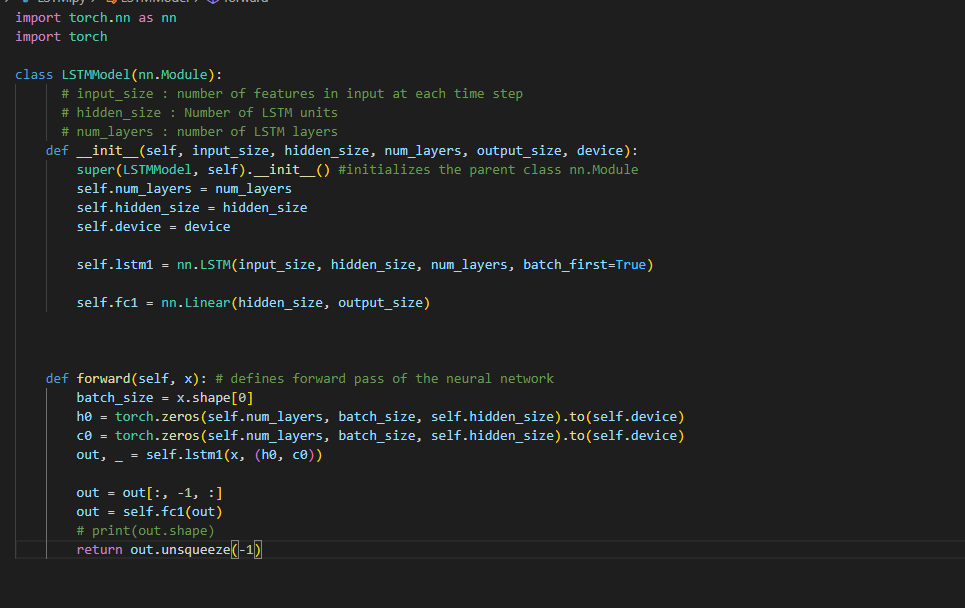 import torch.nn as nn
import torch
class LSTMModel(nn.Module):
# input_size : number of features in input at each time step
# hidden_size : Number of LSTM units
# num_layers : number of LSTM layers
def __init__(self, input_size, hidden_size, num_layers, output_size, device):
super(LSTMModel, self).__init__() #initializes the parent class nn.Module
self.num_layers = num_layers
self.hidden_size = hidden_size
self.device = device
self.lstm1 = nn.LSTM(input_size, hidden_size, num_layers, batch_first=True)
self.fc1 = nn.Linear(hidden_size, output_size)
def forward(self, x): # defines forward pass of the neural network
batch_size = x.shape[0]
h0 = torch.zeros(self.num_layers, batch_size, self.hidden_size).to(self.device)
c0 = torch.zeros(self.num_layers, batch_size, self.hidden_size).to(self.device)
out, _ = self.lstm1(x, (h0, c0))
out = out[:, -1, :]
out = self.fc1(out)
# print(out.shape)
return out.unsqueeze(-1)